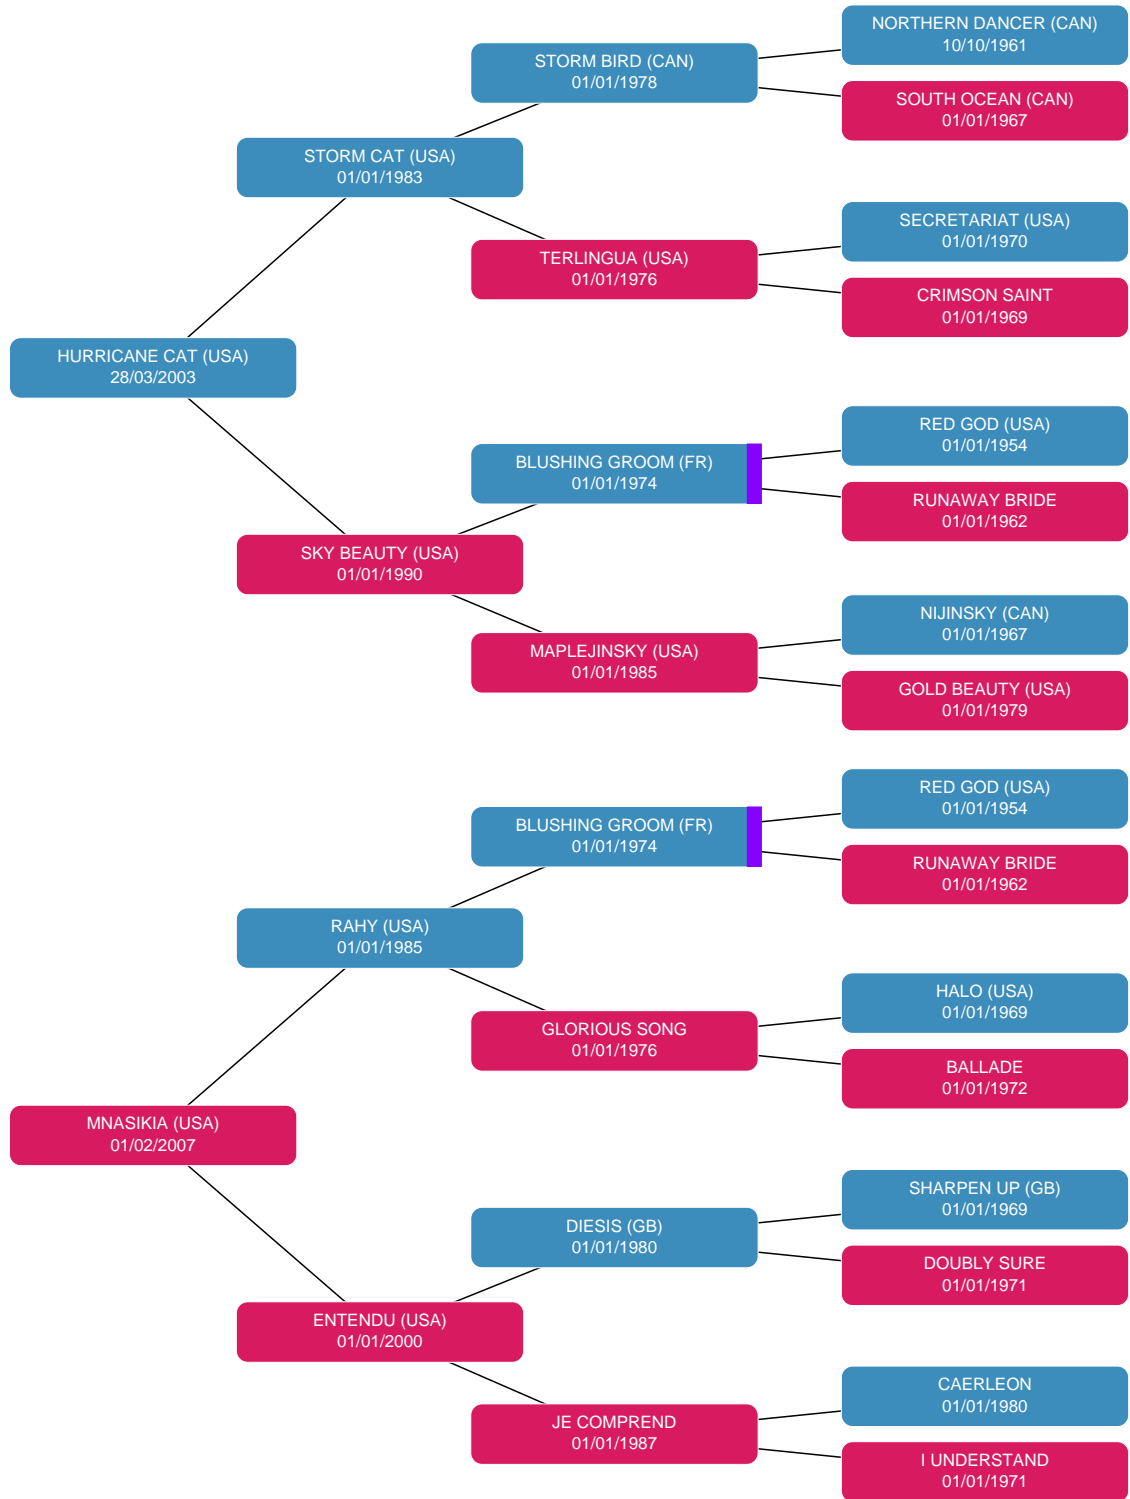 NORTHERN DANCER (CAN)
10/10/1961
STORM BIRD (CAN)
01/01/1978
SOUTH OCEAN (CAN)
01/01/1967
STORM CAT (USA)
01/01/1983
SECRETARIAT (USA)
01/01/1970
TERLINGUA (USA)
01/01/1976
CRIMSON SAINT
01/01/1969
HURRICANE CAT (USA)
28/03/2003
RED GOD (USA)
01/01/1954
BLUSHING GROOM (FR)
01/01/1974
RUNAWAY BRIDE
01/01/1962
SKY BEAUTY (USA)
01/01/1990
NIJINSKY (CAN)
01/01/1967
MAPLEJINSKY (USA)
01/01/1985
GOLD BEAUTY (USA)
01/01/1979
RED GOD (USA)
01/01/1954
BLUSHING GROOM (FR)
01/01/1974
RUNAWAY BRIDE
01/01/1962
RAHY (USA)
01/01/1985
HALO (USA)
01/01/1969
GLORIOUS SONG
01/01/1976
BALLADE
01/01/1972
MNASIKIA (USA)
01/02/2007
SHARPEN UP (GB)
01/01/1969
DIESIS (GB)
01/01/1980
DOUBLY SURE
01/01/1971
ENTENDU (USA)
01/01/2000
CAERLEON
01/01/1980
JE COMPREND
01/01/1987
I UNDERSTAND
01/01/1971